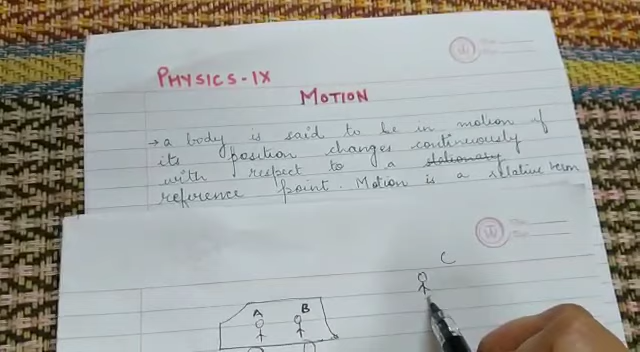 PHYSICS-IX
MOTION
→ a body is said to be in motion if
its position changes continuously
with respect to a stationary
reference point. Motion is a relative term
C
A B